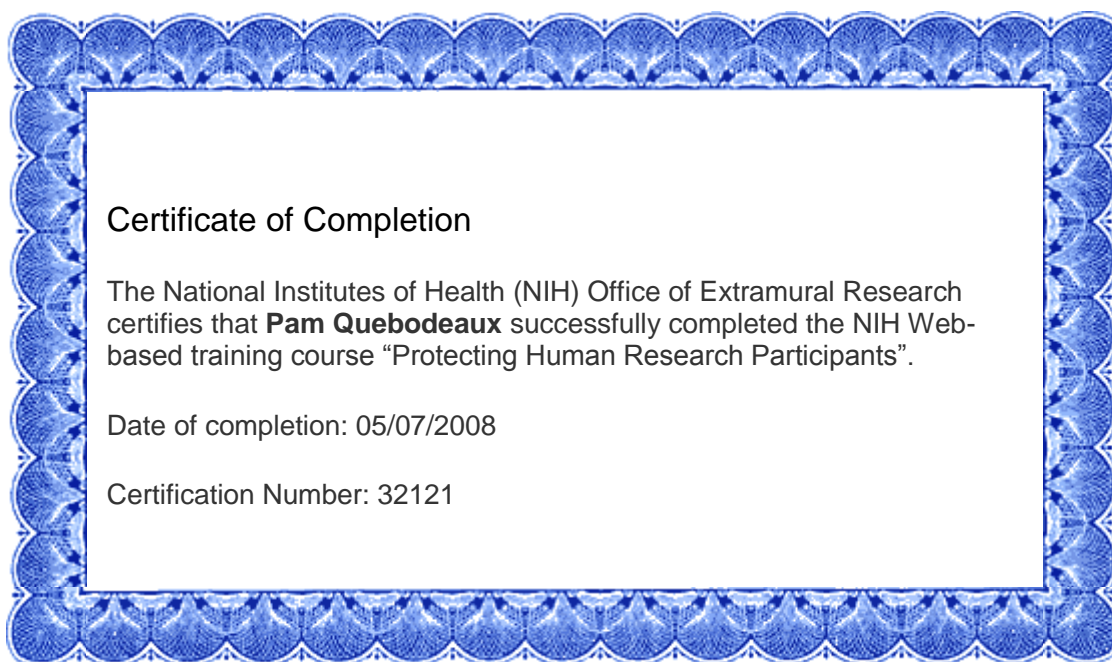 Certificate of Completion
The National Institutes of Health (NIH) Office of Extramural Research
certifies that Pam Quebodeaux successfully completed the NIH Web-
based training course “Protecting Human Research Participants”.
Date of completion: 05/07/2008
Certification Number: 32121